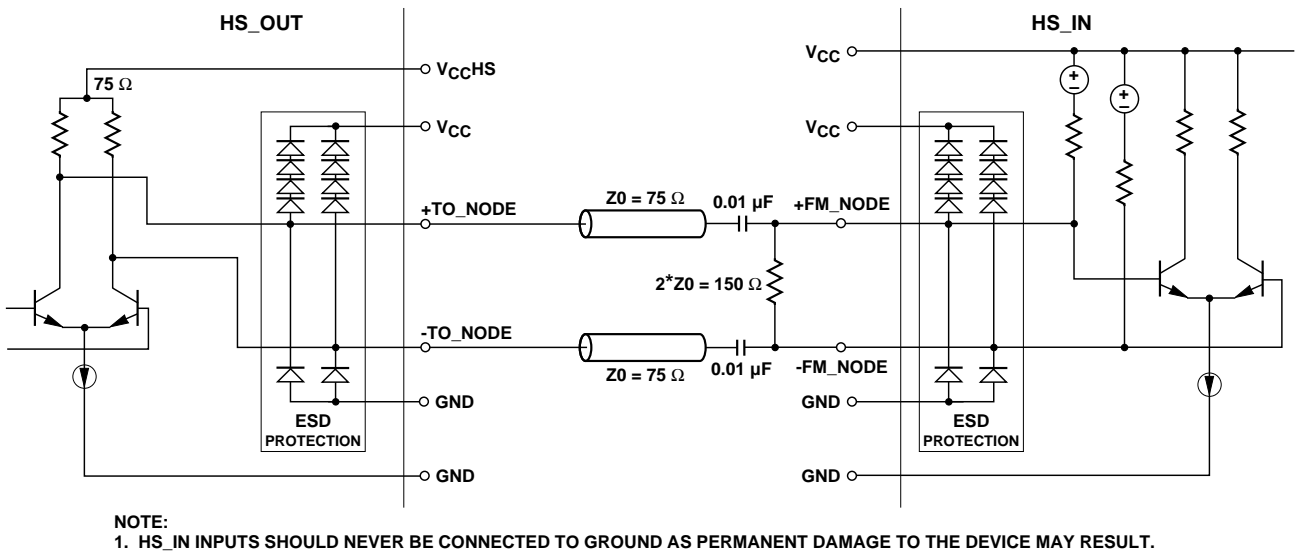 HS_OUT
HS_IN
75 Ω
VCCHS
VCC
VCC
VCC
+TO_NODE
Z0 = 75 Ω
0.01 µF
+FM_NODE
2*Z0 = 150 Ω
-TO_NODE
Z0 = 75 Ω
0.01 µF
-FM_NODE
GND
GND
ESD
PROTECTION
ESD
PROTECTION
GND
GND
+
–
+
–
NOTE:
1. HS_IN INPUTS SHOULD NEVER BE CONNECTED TO GROUND AS PERMANENT DAMAGE TO THE DEVICE MAY RESULT.